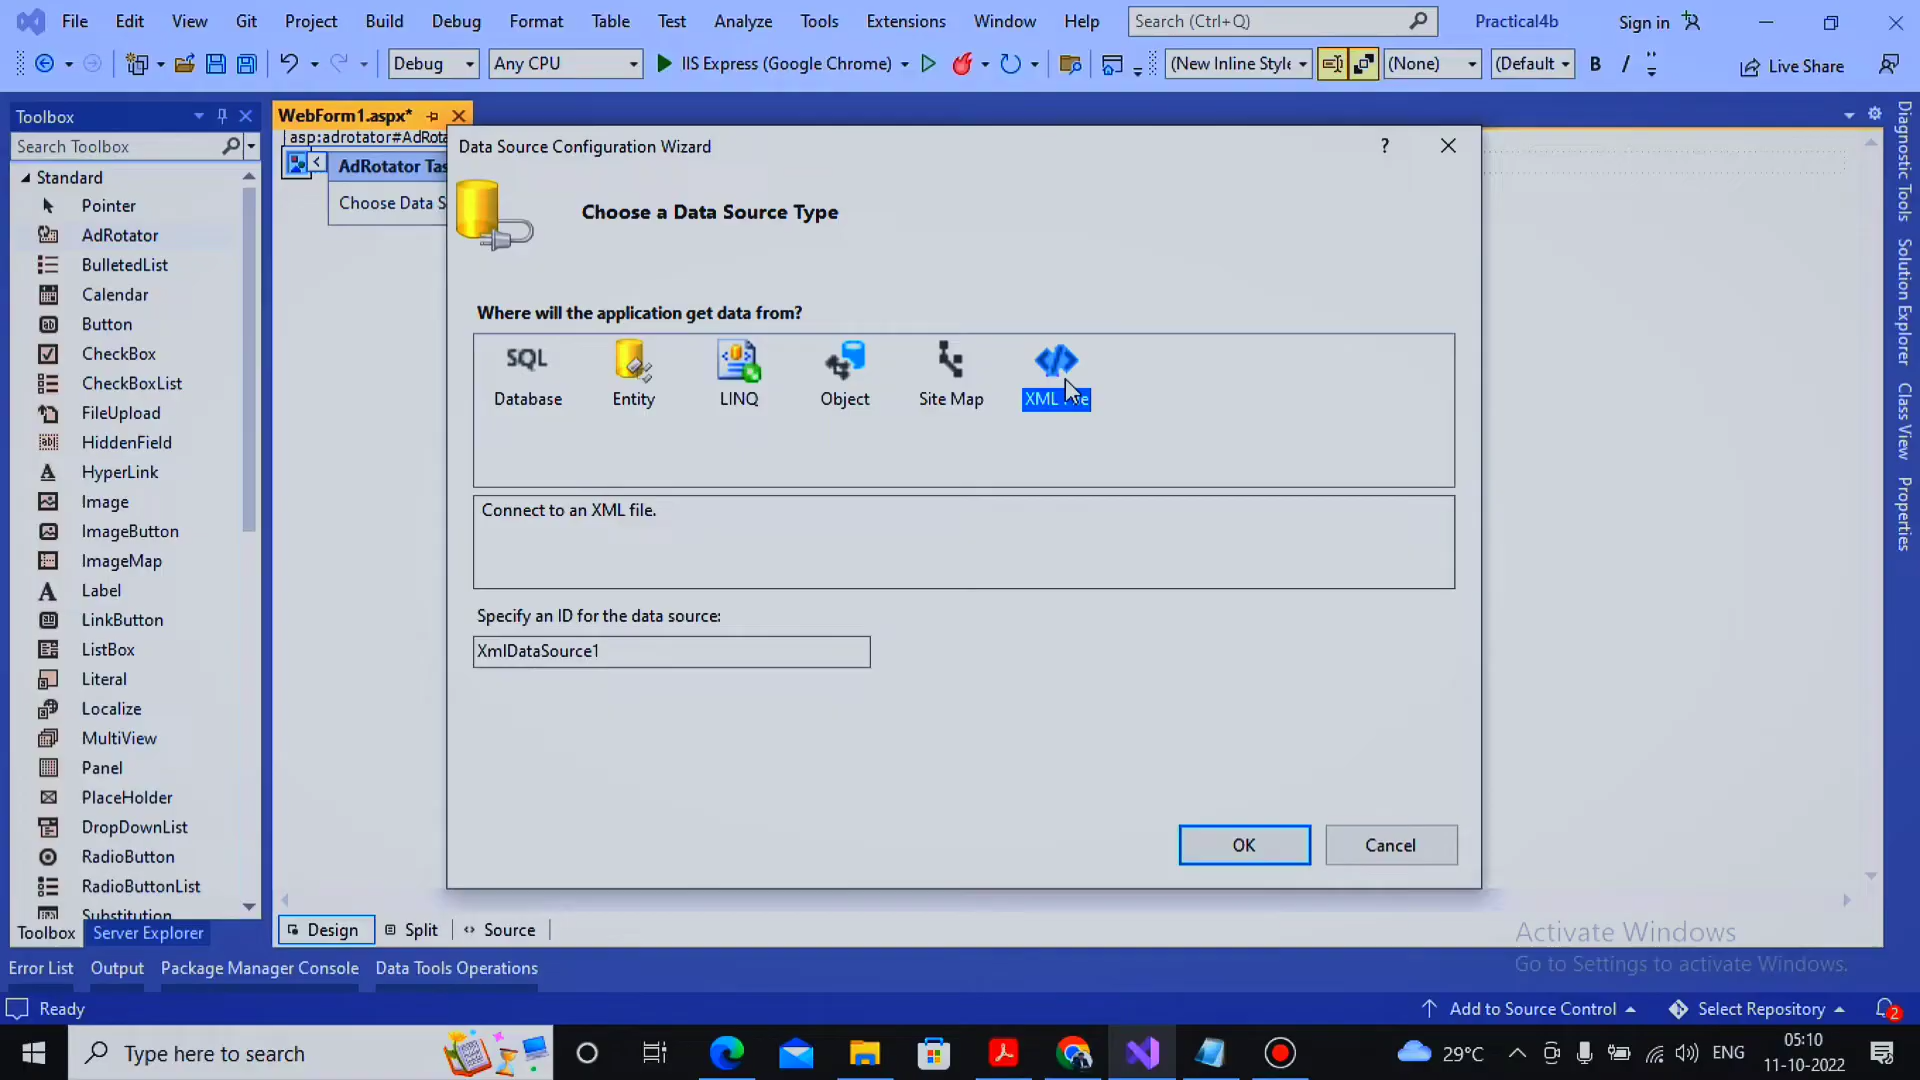 File Edit View Git Project Build Debug Format Table Test Analyze Tools Extensions Window Help Search (Ctrl+Q) Practical4b Sign in
Debug Any CPU IIS Express (Google Chrome) (New Inline Style (None) (Default B I Live Share
Toolbox
Search Toolbox
Standard
Pointer
AdRotator
BulletedList
Calendar
Button
CheckBox
CheckBoxList
FileUpload
HiddenField
HyperLink
Image
ImageButton
ImageMap
Label
LinkButton
ListBox
Literal
Localize
MultiView
Panel
PlaceHolder
DropDownList
RadioButton
RadioButtonList
Substitution
Toolbox Server Explorer
WebForm1.aspx*
asp:adrotator#AdRota
AdRotator Tas
Choose Data S
Data Source Configuration Wizard ?
Choose a Data Source Type
Where will the application get data from?
SQL
Database Entity LINQ Object Site Map XML File
Connect to an XML file.
Specify an ID for the data source:
XmlDataSource1
OK Cancel
Diagnostic Tools
Solution Explorer
Class View
Properties
Design Split Source
Activate Windows
Go to Settings to activate Windows.
Error List Output Package Manager Console Data Tools Operations
Ready Add to Source Control Select Repository 2
Type here to search 29°C ENG 05:10
11-10-2022